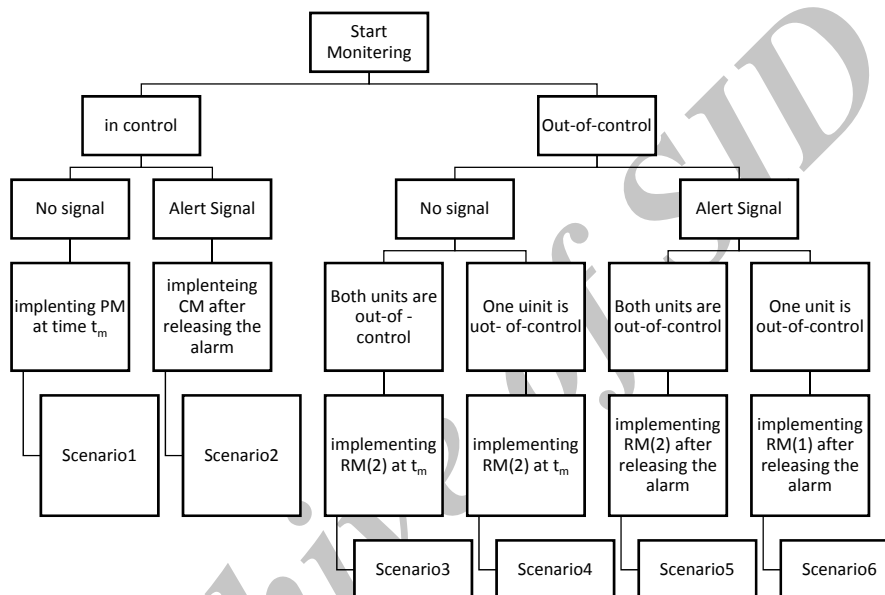 Start
Monitering
in control
Out-of-control
No signal
Alert Signal
No signal
Alert Signal
implenting PM
at time tm
implenteing
CM after
releasing the
alarm
Both units are
out-of -
control
One uinit is
uot- of-control
Both units are
out-of-control
One unit is
out-of-control
Scenario1
Scenario2
implementing
RM(2) at tm
implementing
RM(2) at tm
implementing
RM(2) after
releasing the
alarm
implementing
RM(1) after
releasing the
alarm
Scenario3
Scenario4
Scenario5
Scenario6
hive of SID